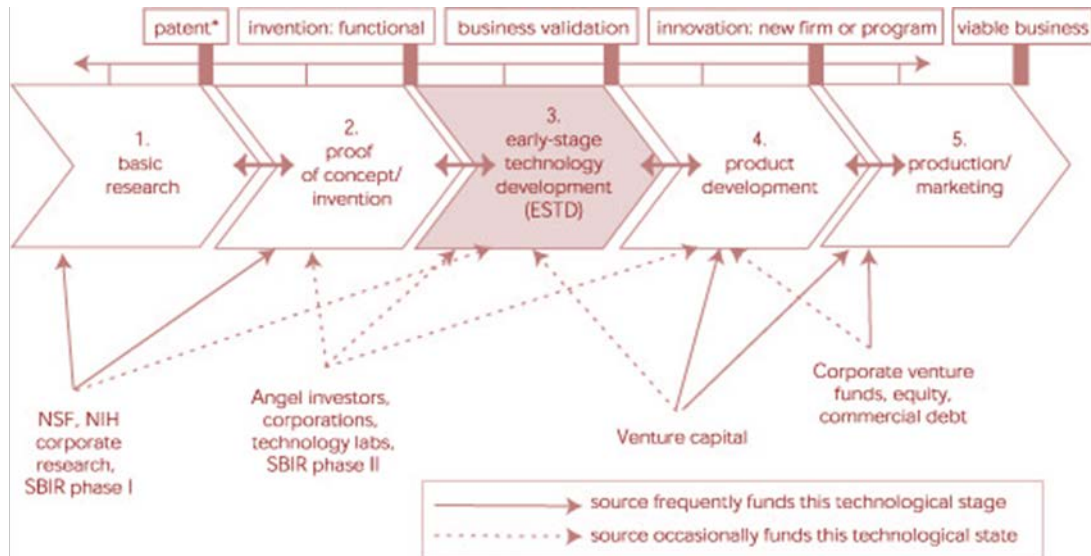 patent*
invention: functional
business validation
innovation: new firm or program
viable business
1.
basic
research
2.
proof
of concept/
invention
3.
early-stage
technology
development
(ESTD)
4.
product
development
5.
production/
marketing
NSF, NIH
corporate
research,
SBIR phase I
Angel investors,
corporations,
technology labs,
SBIR phase II
Venture capital
Corporate venture
funds, equity,
commercial debt
source frequently funds this technological stage
source occasionally funds this technological state